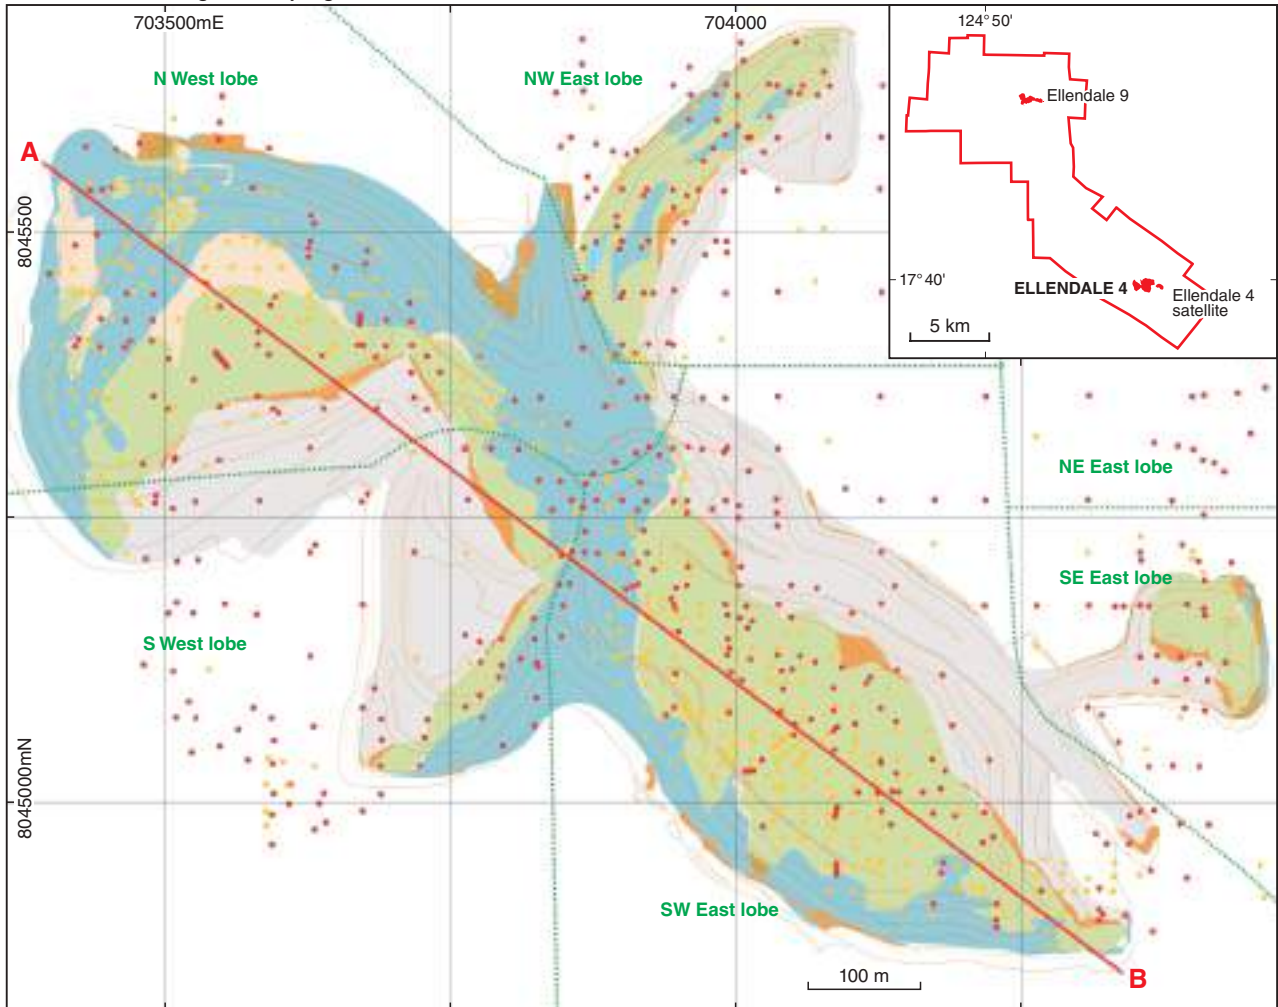 703500mE
704000
124°50'
N West lobe
NW East lobe
Ellendale 9
A
8045500
17°40'
ELLENDALE 4
Ellendale 4
satellite
5 km
NE East lobe
SE East lobe
S West lobe
8045000mN
SW East lobe
100 m
B